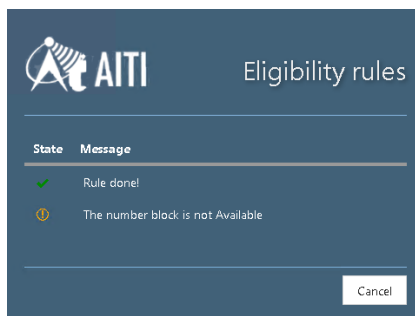 AITI
Eligibility rules
State Message
Rule done!
The number block is not Available
Cancel